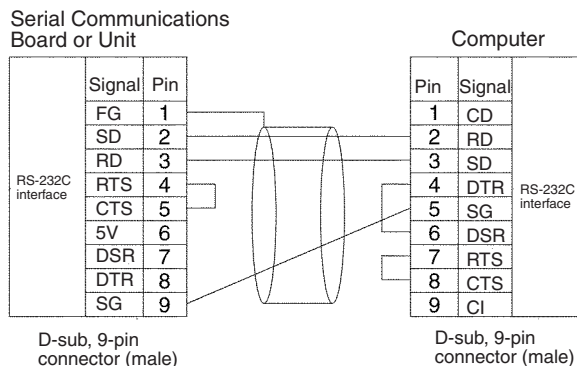 Serial Communications
Board or Unit
Computer
Signal Pin
Pin Signal
FG 1
1 CD
SD 2
2 RD
RD 3
3 SD
RTS 4
4 DTR
CTS 5
5 SG
5V 6
6 DSR
DSR 7
7 RTS
DTR 8
8 CTS
SG 9
9 CI
RS-232C
interface
RS-232C
interface
D-sub, 9-pin
connector (male)
D-sub, 9-pin
connector (male)